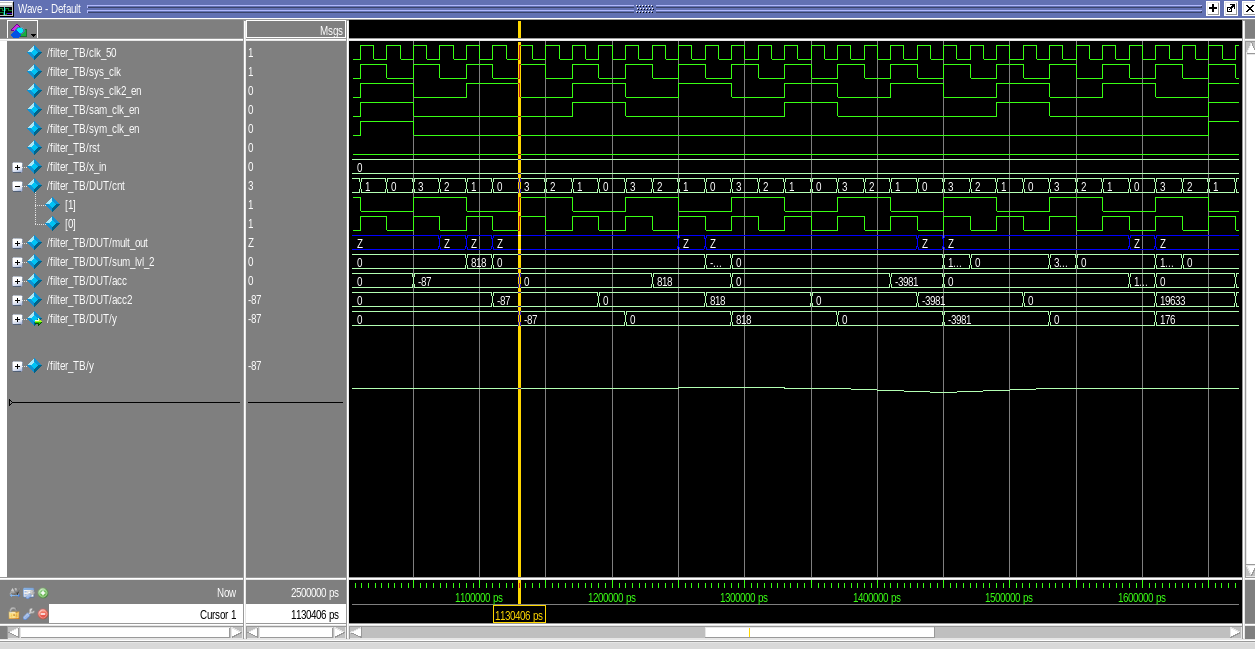 Wave - Default
Msgs
/filter_TB/clk_50 1
/filter_TB/sys_clk 1
/filter_TB/sys_clk2_en 0
/filter_TB/sam_clk_en 0
/filter_TB/sym_clk_en 0
/filter_TB/rst 0
/filter_TB/x_in 0 0
/filter_TB/DUT/cnt 3 1 0 3 2 1 0 3 2 1 0 3 2 1 0 3 2 1 0 3 2 1 0 3 2 1 0 3 2 1 0 3 2 1
[1] 1
[0] 1
/filter_TB/DUT/mult_out Z Z Z Z Z Z Z Z Z Z Z
/filter_TB/DUT/sum_lvl_2 0 0 818 0 -... 0 1... 0 3... 0 1... 0
/filter_TB/DUT/acc 0 0 -87 0 818 0 -3981 0 1... 0
/filter_TB/DUT/acc2 -87 0 -87 0 818 0 -3981 0 19633
/filter_TB/DUT/y -87 0 -87 0 818 0 -3981 0 176
/filter_TB/y -87
Now 2500000 ps 1100000 ps 1200000 ps 1300000 ps 1400000 ps 1500000 ps 1600000 ps
Cursor 1 1130406 ps 1130406 ps